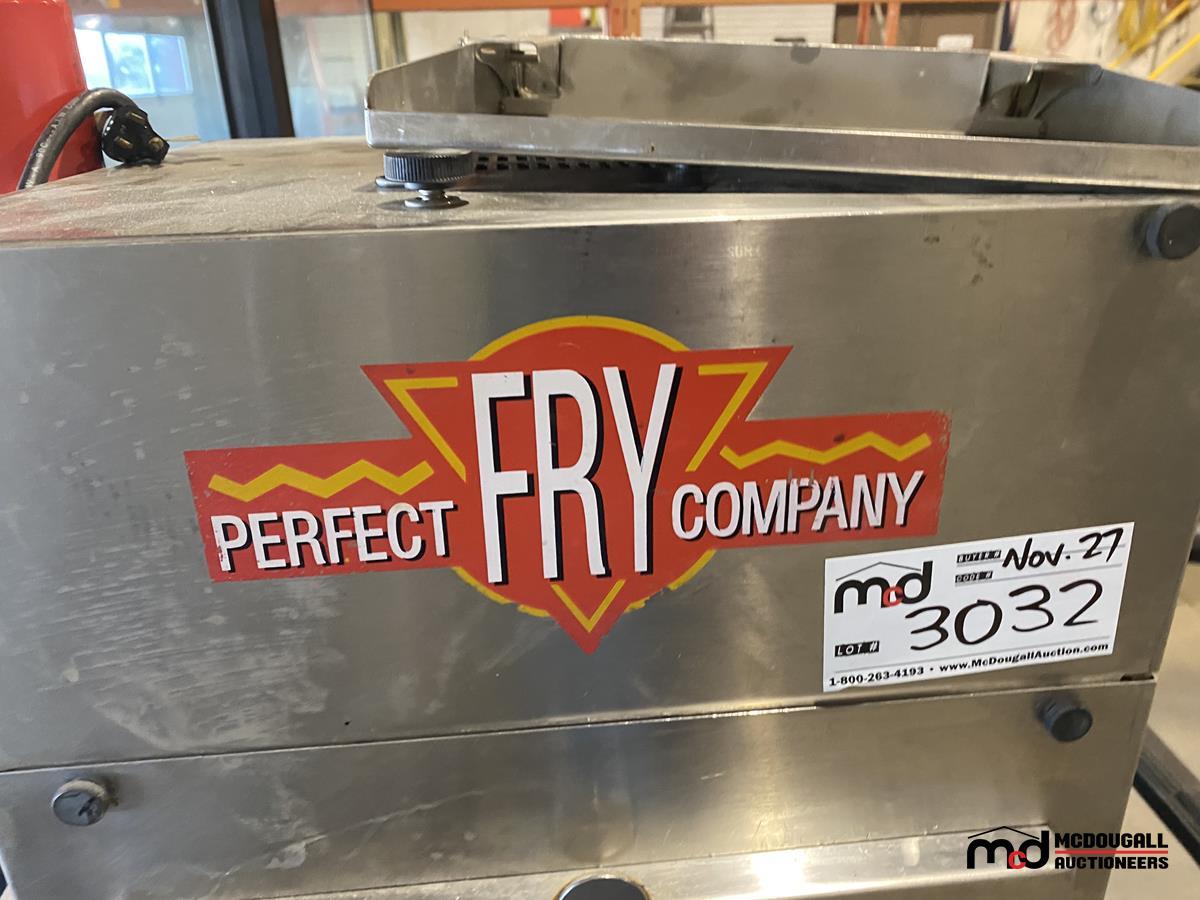 PERFECT FRY COMPANY
mcd
BUYER # Nov. 27
CODE #
LOT # 3032
1-800-263-4193 • www.McDougallAuction.com
mcd MCDOUGALL
AUCTIONEERS